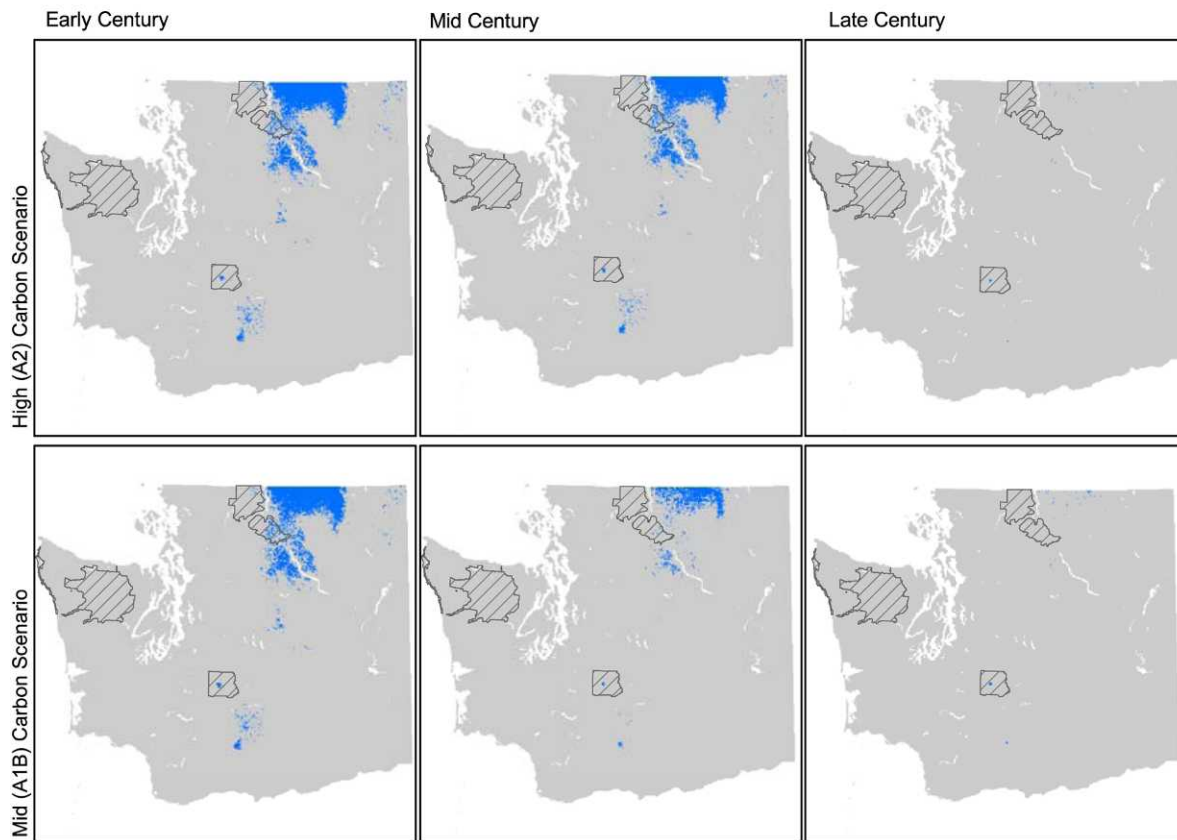 Early Century
Mid Century
Late Century
High (A2) Carbon Scenario
Mid (A1B) Carbon Scenario